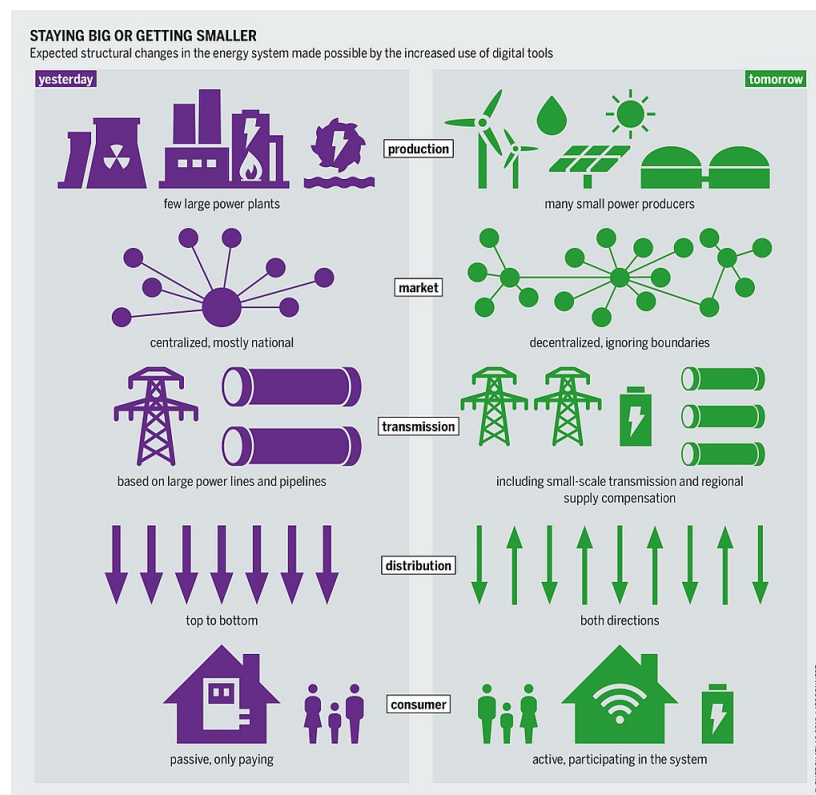 STAYING BIG OR GETTING SMALLER
Expected structural changes in the energy system made possible by the increased use of digital tools
yesterday
tomorrow
production
few large power plants
many small power producers
market
centralized, mostly national
decentralized, ignoring boundaries
transmission
based on large power lines and pipelines
including small-scale transmission and regional
supply compensation
distribution
top to bottom
both directions
consumer
passive, only paying
active, participating in the system